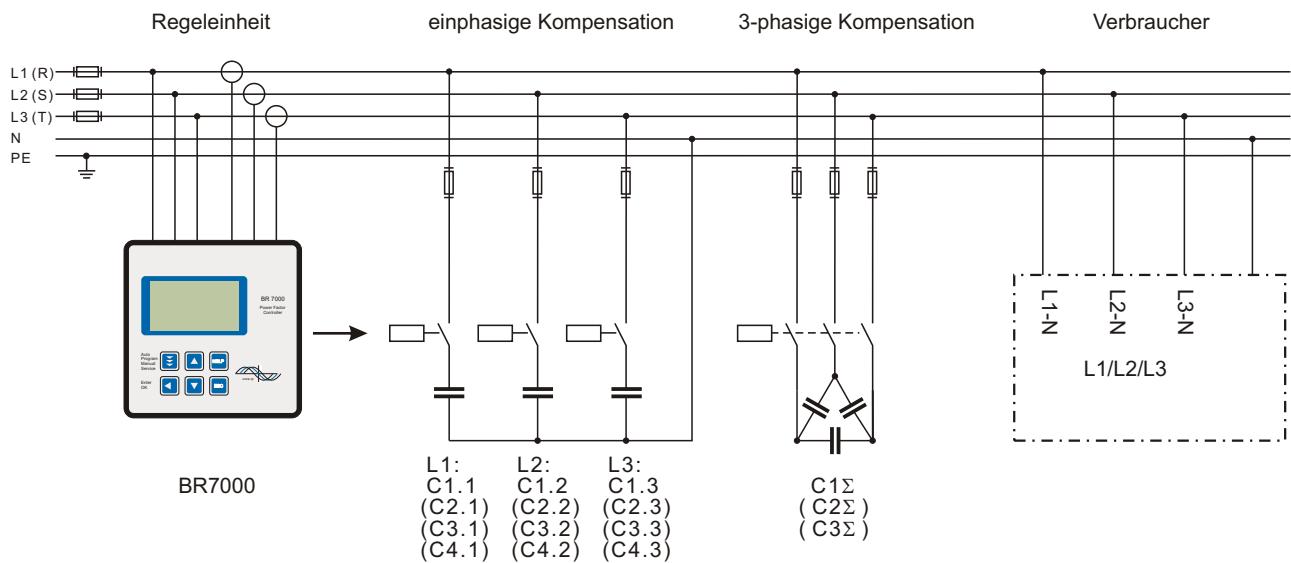 Regeleinheit
einphasige Kompensation
3-phasige Kompensation
Verbraucher
L1 (R)
L2 (S)
L3 (T)
N
PE
BR 7000
Power Factor
Controller
Auto
Program
Manual
Service
HELP
Enter
OK
BR7000
L1:
C1.1
(C2.1)
(C3.1)
(C4.1)
L2:
C1.2
(C2.2)
(C3.2)
(C4.2)
L3:
C1.3
(C2.3)
(C3.3)
(C4.3)
C1Σ
( C2Σ )
( C3Σ )
L1-N
L2-N
L3-N
L1/L2/L3